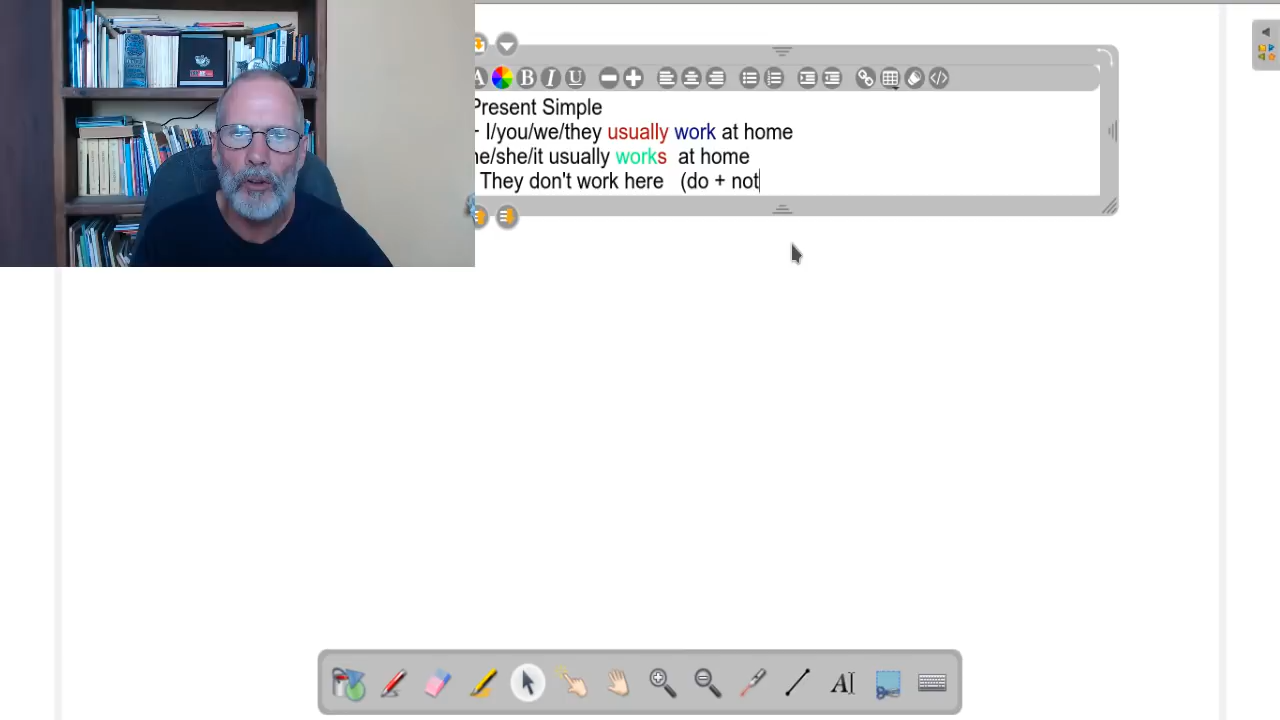 Present Simple
I/you/we/they usually work at home
he/she/it usually works at home
They don't work here (do + not